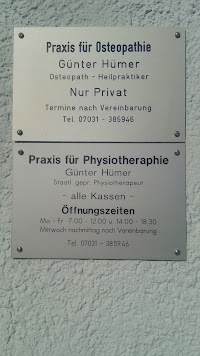 Praxis für Osteopathie
Günter Hümer
Osteopath - Heilpraktiker
Nur Privat
Termine nach Vereinbarung
Tel. 07031 - 385946
Praxis für Physiotheraphie
Günter Hümer
Staatl. gepr. Physiotherapeut
- alle Kassen -
Öffnungszeiten
Mo - Fr 7.00 - 12.00 u. 14.00 - 18.30
Mittwoch nachmittag nach Vereinbarung
Tel. 07031 - 385946